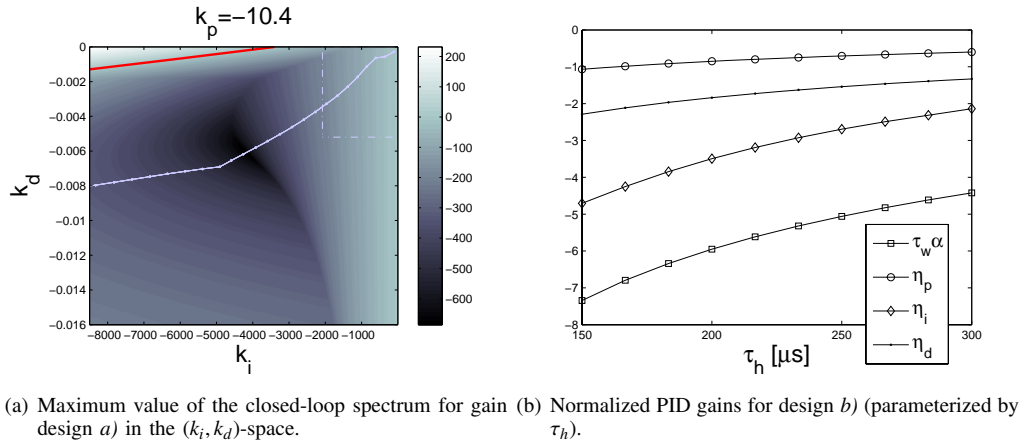 k_p=−10.4
0
−0.002
−0.004
−0.006
−0.008
−0.01
−0.012
−0.014
−0.016
k_d
−8000 −7000 −6000 −5000 −4000 −3000 −2000 −1000
k_i
200
100
0
−100
−200
−300
−400
−500
−600
0
−1
−2
−3
−4
−5
−6
−7
−8
150 200 250 300
τ_h [μs]
τ_w α
η_p
η_i
η_d
(a) Maximum value of the closed-loop spectrum for gain
design a) in the (k_i, k_d)-space.
(b) Normalized PID gains for design b) (parameterized by
τ_h).